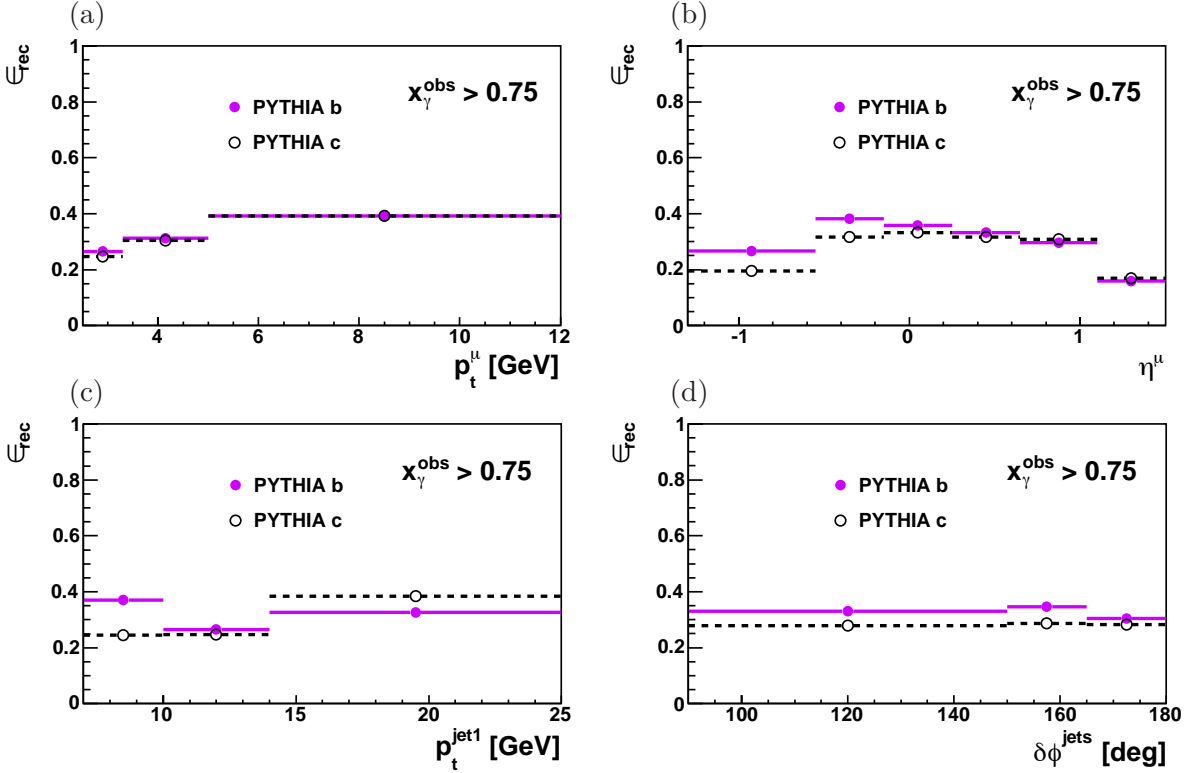 (a)
∈rec
1
0.8
0.6
0.4
0.2
0
x_γ^obs > 0.75
PYTHIA b
PYTHIA c
4 6 8 10 12
p_t^μ [GeV]
(b)
∈rec
1
0.8
0.6
0.4
0.2
0
x_γ^obs > 0.75
PYTHIA b
PYTHIA c
-1 0 1
η^μ
(c)
∈rec
1
0.8
0.6
0.4
0.2
0
x_γ^obs > 0.75
PYTHIA b
PYTHIA c
10 15 20 25
p_t^jet1 [GeV]
(d)
∈rec
1
0.8
0.6
0.4
0.2
0
x_γ^obs > 0.75
PYTHIA b
PYTHIA c
100 120 140 160 180
δϕ^jets [deg]